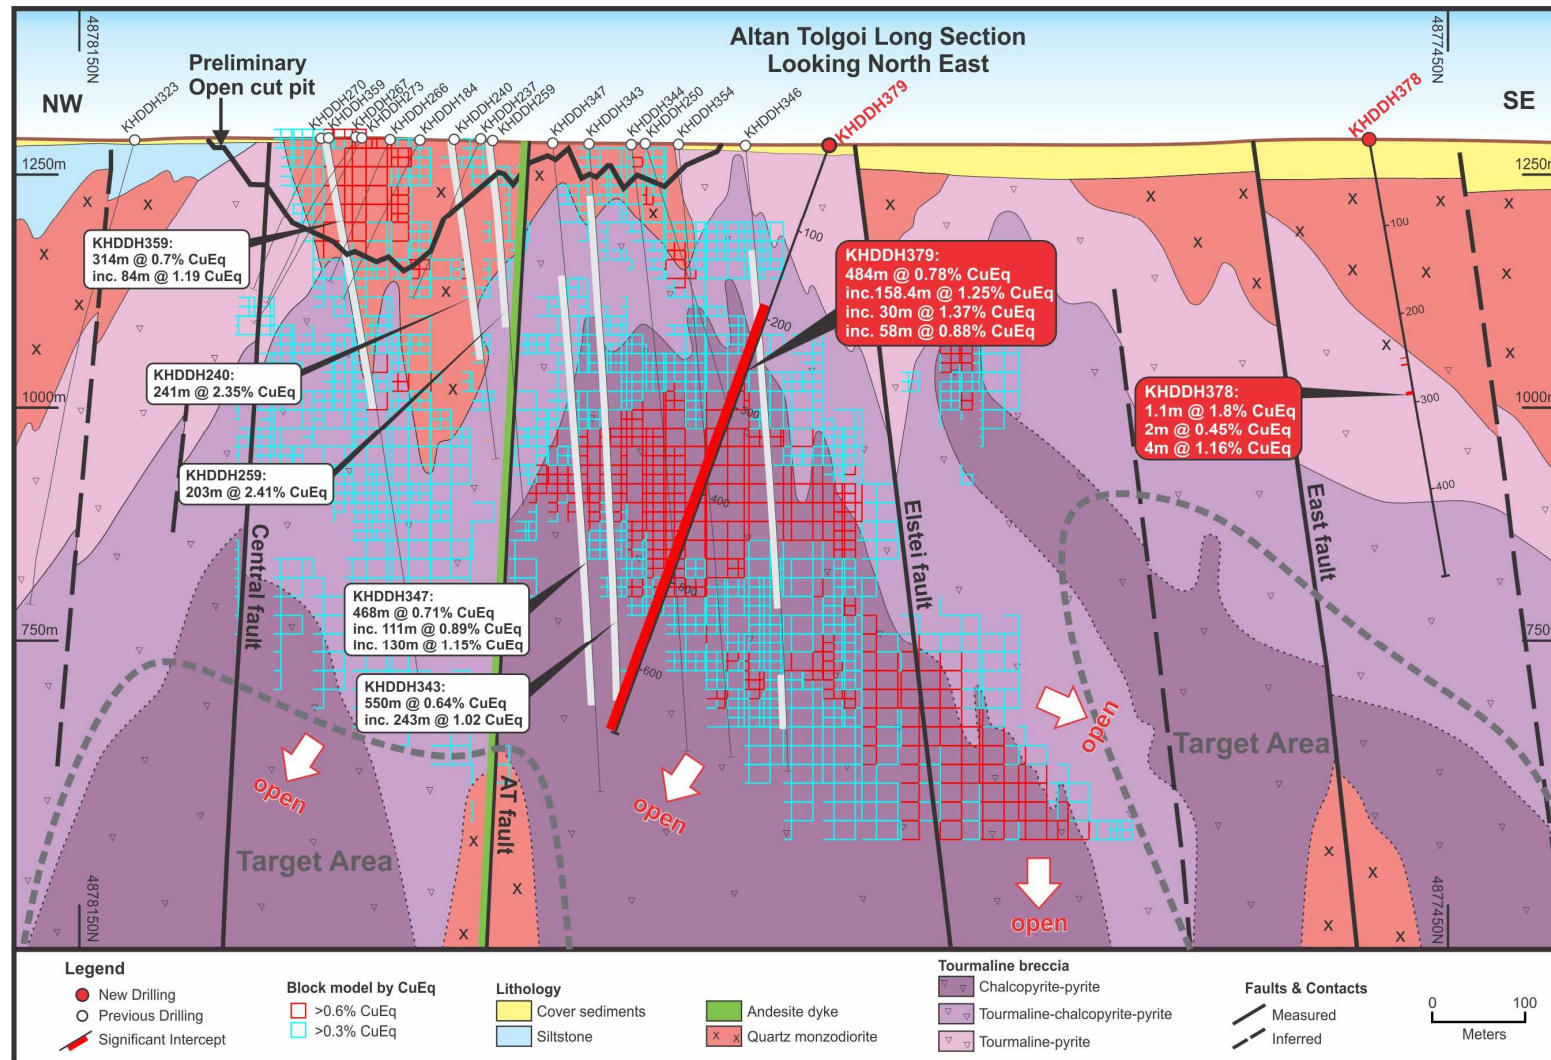 Altan Tolgoi Long Section
Looking North East
4878150N
4877450N
Preliminary
Open cut pit
NW
SE
KHDDH323
KHDDH270
KHDDH359
KHDDH267
KHDDH273
KHDDH266
KHDDH184
KHDDH240
KHDDH237
KHDDH259
KHDDH347
KHDDH343
KHDDH344
KHDDH250
KHDDH354
KHDDH346
KHDDH379
KHDDH378
1250m
1250m
KHDDH359:
314m @ 0.7% CuEq
inc. 84m @ 1.19 CuEq
KHDDH379:
484m @ 0.78% CuEq
inc.158.4m @ 1.25% CuEq
inc. 30m @ 1.37% CuEq
inc. 58m @ 0.88% CuEq
100
200
300
400
500
600
100
200
300
400
KHDDH240:
241m @ 2.35% CuEq
KHDDH378:
1.1m @ 1.8% CuEq
2m @ 0.45% CuEq
4m @ 1.16% CuEq
1000m
1000m
KHDDH259:
203m @ 2.41% CuEq
Central fault
Elstei fault
East fault
KHDDH347:
468m @ 0.71% CuEq
inc. 111m @ 0.89% CuEq
Inc. 130m @ 1.15% CuEq
750m
750m
KHDDH343:
550m @ 0.64% CuEq
inc. 243m @ 1.02 CuEq
open
open
open
open
AT fault
Target Area
Target Area
4878150N
4877450N
Legend
New Drilling
Previous Drilling
Significant Intercept
Block model by CuEq
>0.6% CuEq
>0.3% CuEq
Lithology
Cover sediments
Siltstone
Andesite dyke
Quartz monzodiorite
Tourmaline breccia
Chalcopyrite-pyrite
Tourmaline-chalcopyrite-pyrite
Tourmaline-pyrite
Faults & Contacts
Measured
Inferred
0 100
Meters